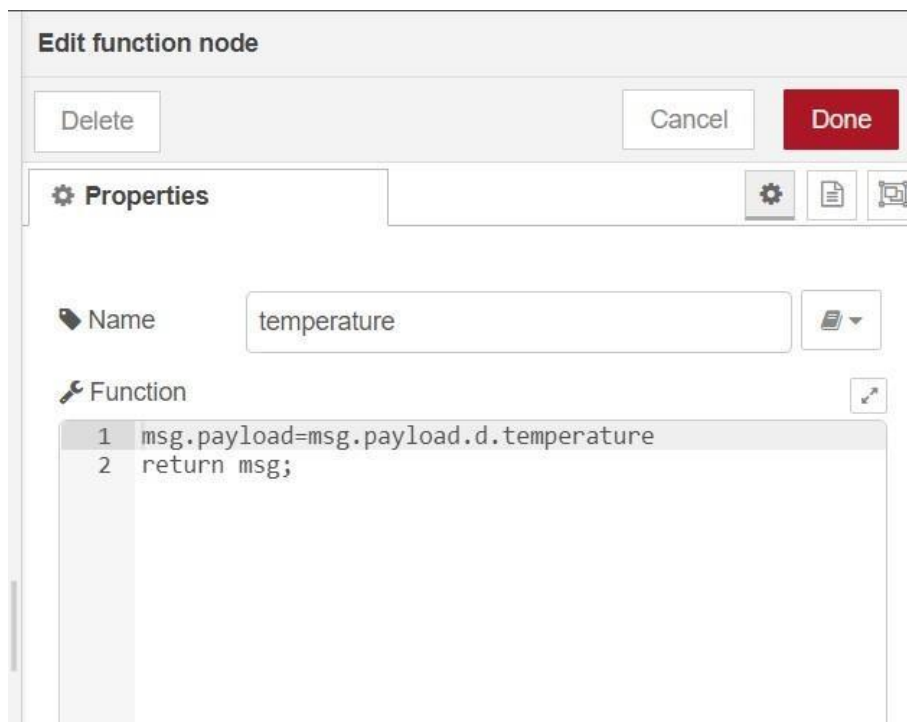 Edit function node
Delete Cancel Done
Properties
Name temperature
Function
1 msg.payload=msg.payload.d.temperature
2 return msg;